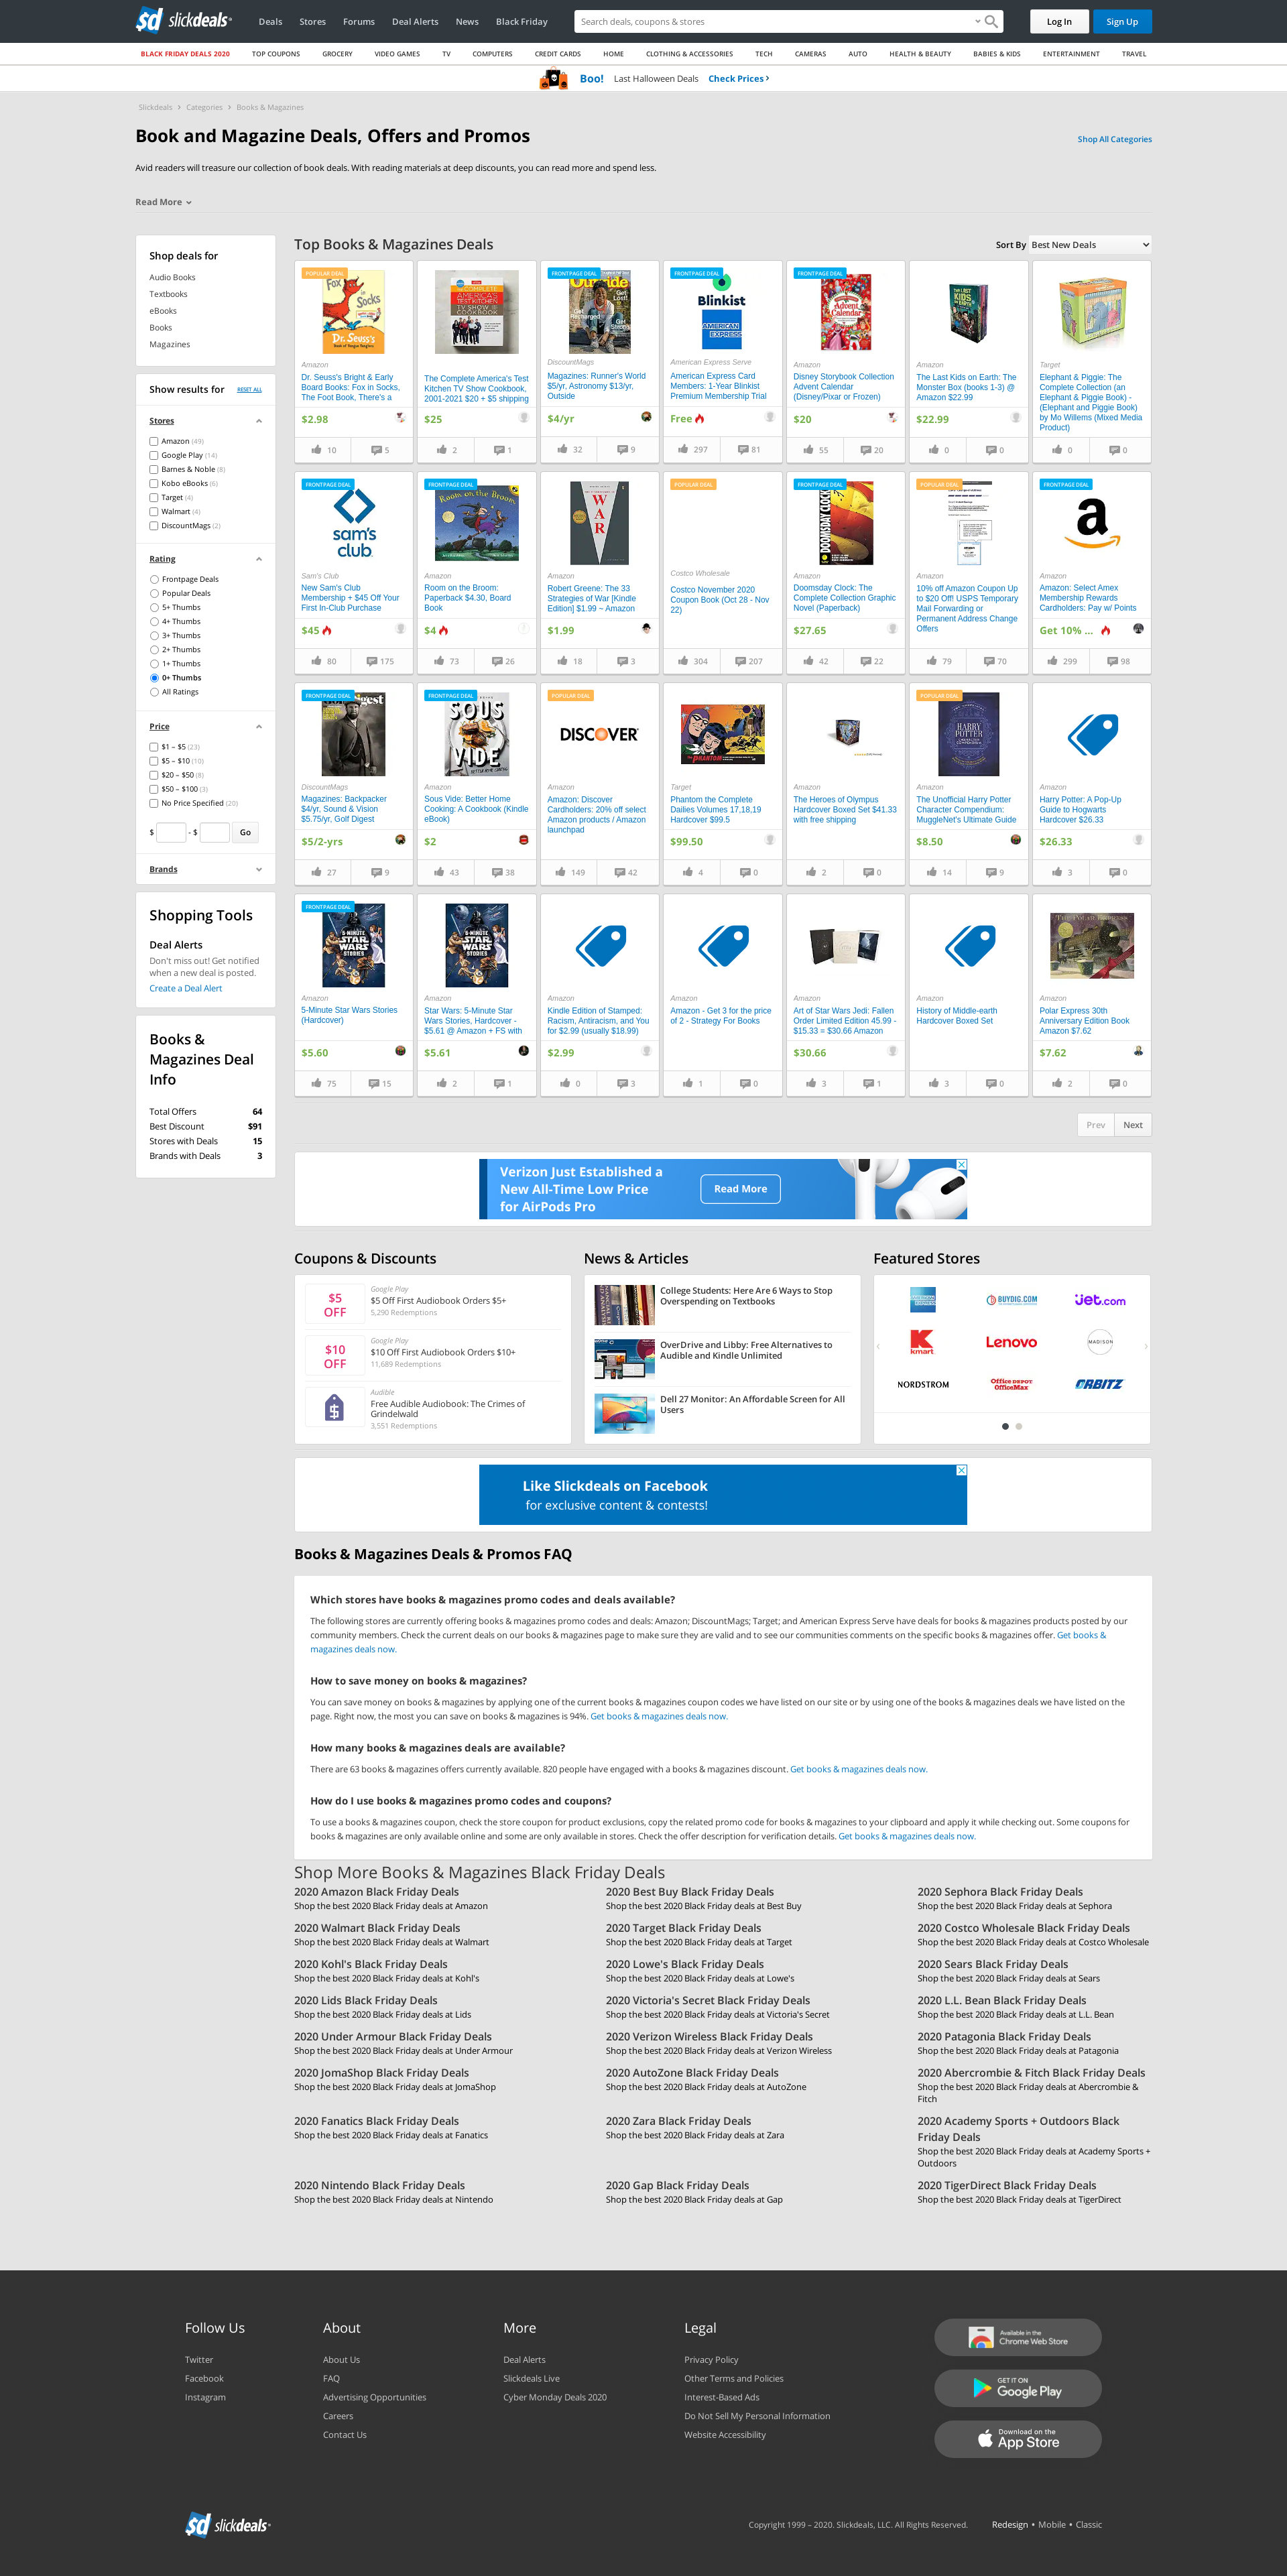 sd slickdeals
Deals Stores Forums Deal Alerts News Black Friday
Search deals, coupons & stores
Log In Sign Up
BLACK FRIDAY DEALS 2020 TOP COUPONS GROCERY VIDEO GAMES TV COMPUTERS CREDIT CARDS HOME CLOTHING & ACCESSORIES TECH CAMERAS AUTO HEALTH & BEAUTY BABIES & KIDS ENTERTAINMENT TRAVEL
Boo! Last Halloween Deals Check Prices
Slickdeals Categories Books & Magazines
Book and Magazine Deals, Offers and Promos
Shop All Categories
Avid readers will treasure our collection of book deals. With reading materials at deep discounts, you can read more and spend less.
Read More
Shop deals for
Audio Books
Textbooks
eBooks
Books
Magazines
Show results for RESET ALL
Stores
Amazon (49)
Google Play (14)
Barnes & Noble (8)
Kobo eBooks (6)
Target (4)
Walmart (4)
DiscountMags (2)
Rating
Frontpage Deals
Popular Deals
5+ Thumbs
4+ Thumbs
3+ Thumbs
2+ Thumbs
1+ Thumbs
0+ Thumbs
All Ratings
Price
$1 – $5 (23)
$5 – $10 (10)
$20 – $50 (8)
$50 – $100 (3)
No Price Specified (20)
$ - $ Go
Brands
Shopping Tools
Deal Alerts
Don't miss out! Get notified
when a new deal is posted.
Create a Deal Alert
Books &
Magazines Deal
Info
Total Offers 64
Best Discount $91
Stores with Deals 15
Brands with Deals 3
Top Books & Magazines Deals
Sort By Best New Deals
POPULAR DEAL
Fox in Socks
Dr. Seuss's
Amazon
Dr. Seuss's Bright & Early
Board Books: Fox in Socks,
The Foot Book, There's a
$2.98
10 5
COMPLETE
AMERICA'S
TEST KITCHEN
TV SHOW
COOKBOOK
The Complete America's Test
Kitchen TV Show Cookbook,
2001-2021 $20 + $5 shipping
$25
2 1
FRONTPAGE DEAL
Outside
DiscountMags
Magazines: Runner's World
$5/yr, Astronomy $13/yr,
Outside
$4/yr
32 9
FRONTPAGE DEAL
Blinkist
AMERICAN EXPRESS
American Express Serve
American Express Card
Members: 1-Year Blinkist
Premium Membership Trial
Free
297 81
FRONTPAGE DEAL
Advent Calendar
Amazon
Disney Storybook Collection
Advent Calendar
(Disney/Pixar or Frozen)
$20
55 20
THE LAST KIDS ON EARTH
Amazon
The Last Kids on Earth: The
Monster Box (books 1-3) @
Amazon $22.99
$22.99
0 0
Target
Elephant & Piggie: The
Complete Collection (an
Elephant & Piggie Book) -
(Elephant and Piggie Book)
by Mo Willems (Mixed Media
Product)
0 0
FRONTPAGE DEAL
sam's club
Sam's Club
New Sam's Club
Membership + $45 Off Your
First In-Club Purchase
$45
80 175
FRONTPAGE DEAL
Room on the Broom
Amazon
Room on the Broom:
Paperback $4.30, Board
Book
$4
73 26
WAR
Amazon
Robert Greene: The 33
Strategies of War [Kindle
Edition] $1.99 ~ Amazon
$1.99
18 3
POPULAR DEAL
Costco Wholesale
Costco November 2020
Coupon Book (Oct 28 - Nov
22)
304 207
FRONTPAGE DEAL
DOOMSDAY CLOCK
Amazon
Doomsday Clock: The
Complete Collection Graphic
Novel (Paperback)
$27.65
42 22
POPULAR DEAL
Amazon
10% off Amazon Coupon Up
to $20 Off! USPS Temporary
Mail Forwarding or
Permanent Address Change
Offers
79 70
FRONTPAGE DEAL
a
Amazon
Amazon: Select Amex
Membership Rewards
Cardholders: Pay w/ Points
Get 10% ...
299 98
FRONTPAGE DEAL
DiscountMags
Magazines: Backpacker
$4/yr, Sound & Vision
$5.75/yr, Golf Digest
$5/2-yrs
27 9
FRONTPAGE DEAL
SOUS VIDE
Amazon
Sous Vide: Better Home
Cooking: A Cookbook (Kindle
eBook)
$2
43 38
POPULAR DEAL
DISCOVER
Amazon
Amazon: Discover
Cardholders: 20% off select
Amazon products / Amazon
launchpad
149 42
PHANTOM
Target
Phantom the Complete
Dailies Volumes 17,18,19
Hardcover $99.5
$99.50
4 0
Amazon
The Heroes of Olympus
Hardcover Boxed Set $41.33
with free shipping
2 0
POPULAR DEAL
HARRY POTTER
Amazon
The Unofficial Harry Potter
Character Compendium:
MuggleNet's Ultimate Guide
$8.50
14 9
Amazon
Harry Potter: A Pop-Up
Guide to Hogwarts
Hardcover $26.33
$26.33
3 0
FRONTPAGE DEAL
5-MINUTE STAR WARS STORIES
Amazon
5-Minute Star Wars Stories
(Hardcover)
$5.60
75 15
5-MINUTE STAR WARS STORIES
Amazon
Star Wars: 5-Minute Star
Wars Stories, Hardcover -
$5.61 @ Amazon + FS with
$5.61
2 1
Amazon
Kindle Edition of Stamped:
Racism, Antiracism, and You
for $2.99 (usually $18.99)
$2.99
0 3
Amazon
Amazon - Get 3 for the price
of 2 - Strategy For Books
1 0
Amazon
Art of Star Wars Jedi: Fallen
Order Limited Edition 45.99 -
$15.33 = $30.66 Amazon
$30.66
3 1
Amazon
History of Middle-earth
Hardcover Boxed Set
3 0
Amazon
Polar Express 30th
Anniversary Edition Book
Amazon $7.62
$7.62
2 0
Prev Next
Verizon Just Established a
New All-Time Low Price
for AirPods Pro
Read More
Coupons & Discounts
$5 OFF
Google Play
$5 Off First Audiobook Orders $5+
5,290 Redemptions
$10 OFF
Google Play
$10 Off First Audiobook Orders $10+
11,689 Redemptions
Audible
Free Audible Audiobook: The Crimes of
Grindelwald
3,551 Redemptions
News & Articles
College Students: Here Are 6 Ways to Stop
Overspending on Textbooks
OverDrive and Libby: Free Alternatives to
Audible and Kindle Unlimited
Dell 27 Monitor: An Affordable Screen for All
Users
Featured Stores
AMERICAN EXPRESS BUYDIG.COM jet.com
kmart Lenovo MADISON
NORDSTROM Office DEPOT OfficeMax ORBITZ
Like Slickdeals on Facebook
for exclusive content & contests!
Books & Magazines Deals & Promos FAQ
Which stores have books & magazines promo codes and deals available?
The following stores are currently offering books & magazines promo codes and deals: Amazon; DiscountMags; Target; and American Express Serve have deals for books & magazines products posted by our
community members. Check the current deals on our books & magazines page to make sure they are valid and to see our communities comments on the specific books & magazines offer. Get books &
magazines deals now.
How to save money on books & magazines?
You can save money on books & magazines by applying one of the current books & magazines coupon codes we have listed on our site or by using one of the books & magazines deals we have listed on the
page. Right now, the most you can save on books & magazines is 94%. Get books & magazines deals now.
How many books & magazines deals are available?
There are 63 books & magazines offers currently available. 820 people have engaged with a books & magazines discount. Get books & magazines deals now.
How do I use books & magazines promo codes and coupons?
To use a books & magazines coupon, check the store coupon for product exclusions, copy the related promo code for books & magazines to your clipboard and apply it while checking out. Some coupons for
books & magazines are only available online and some are only available in stores. Check the offer description for verification details. Get books & magazines deals now.
Shop More Books & Magazines Black Friday Deals
2020 Amazon Black Friday Deals
Shop the best 2020 Black Friday deals at Amazon
2020 Best Buy Black Friday Deals
Shop the best 2020 Black Friday deals at Best Buy
2020 Sephora Black Friday Deals
Shop the best 2020 Black Friday deals at Sephora
2020 Walmart Black Friday Deals
Shop the best 2020 Black Friday deals at Walmart
2020 Target Black Friday Deals
Shop the best 2020 Black Friday deals at Target
2020 Costco Wholesale Black Friday Deals
Shop the best 2020 Black Friday deals at Costco Wholesale
2020 Kohl's Black Friday Deals
Shop the best 2020 Black Friday deals at Kohl's
2020 Lowe's Black Friday Deals
Shop the best 2020 Black Friday deals at Lowe's
2020 Sears Black Friday Deals
Shop the best 2020 Black Friday deals at Sears
2020 Lids Black Friday Deals
Shop the best 2020 Black Friday deals at Lids
2020 Victoria's Secret Black Friday Deals
Shop the best 2020 Black Friday deals at Victoria's Secret
2020 L.L. Bean Black Friday Deals
Shop the best 2020 Black Friday deals at L.L. Bean
2020 Under Armour Black Friday Deals
Shop the best 2020 Black Friday deals at Under Armour
2020 Verizon Wireless Black Friday Deals
Shop the best 2020 Black Friday deals at Verizon Wireless
2020 Patagonia Black Friday Deals
Shop the best 2020 Black Friday deals at Patagonia
2020 JomaShop Black Friday Deals
Shop the best 2020 Black Friday deals at JomaShop
2020 AutoZone Black Friday Deals
Shop the best 2020 Black Friday deals at AutoZone
2020 Abercrombie & Fitch Black Friday Deals
Shop the best 2020 Black Friday deals at Abercrombie &
Fitch
2020 Fanatics Black Friday Deals
Shop the best 2020 Black Friday deals at Fanatics
2020 Zara Black Friday Deals
Shop the best 2020 Black Friday deals at Zara
2020 Academy Sports + Outdoors Black
Friday Deals
Shop the best 2020 Black Friday deals at Academy Sports +
Outdoors
2020 Nintendo Black Friday Deals
Shop the best 2020 Black Friday deals at Nintendo
2020 Gap Black Friday Deals
Shop the best 2020 Black Friday deals at Gap
2020 TigerDirect Black Friday Deals
Shop the best 2020 Black Friday deals at TigerDirect
Follow Us
Twitter
Facebook
Instagram
About
About Us
FAQ
Advertising Opportunities
Careers
Contact Us
More
Deal Alerts
Slickdeals Live
Cyber Monday Deals 2020
Legal
Privacy Policy
Other Terms and Policies
Interest-Based Ads
Do Not Sell My Personal Information
Website Accessibility
Available in the
Chrome Web Store
GET IT ON
Google Play
Download on the
App Store
sd slickdeals
Copyright 1999 – 2020. Slickdeals, LLC. All Rights Reserved. Redesign • Mobile • Classic